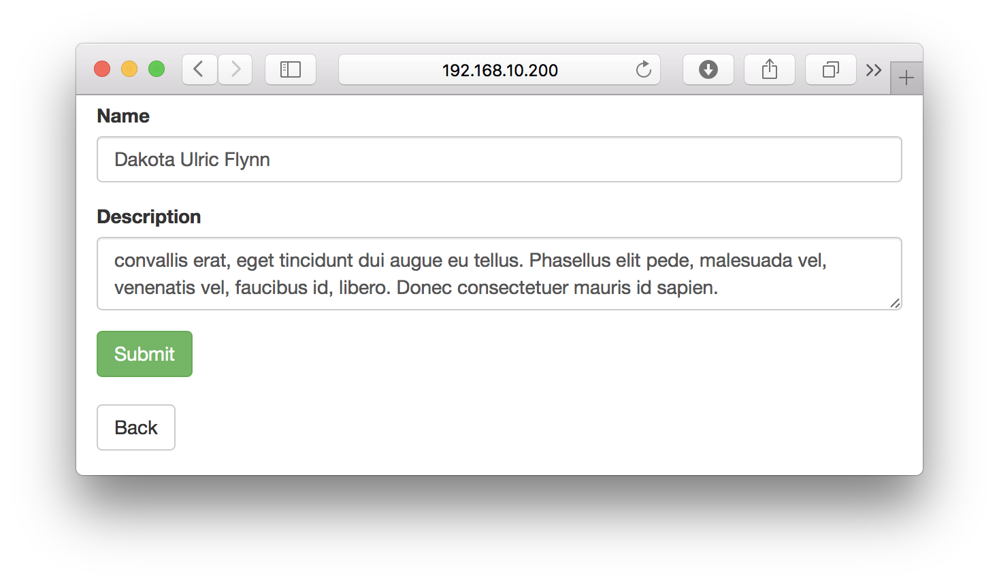 192.168.10.200
Name
Dakota Ulric Flynn
Description
convallis erat, eget tincidunt dui augue eu tellus. Phasellus elit pede, malesuada vel,
venenatis vel, faucibus id, libero. Donec consectetuer mauris id sapien.
Submit
Back